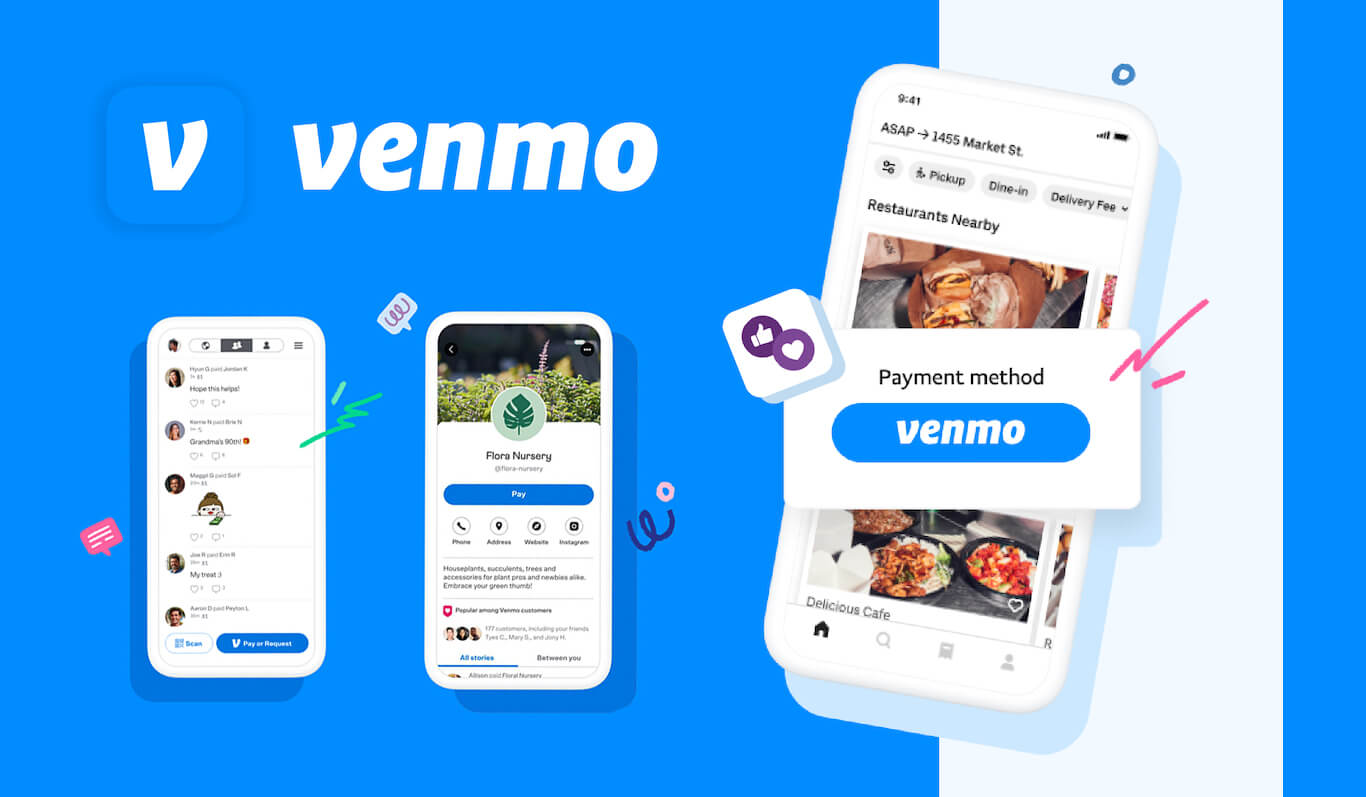 v
venmo
Hyun G paid Jordan K
Hope this helps!
Kerrie N paid Brix N
Grandma's 90th!
Maggii G paid Sol F
Joe R paid Erin R
My treat :)
Aaron D paid Peyton L
Scan
Pay or Request
Flora Nursery
@flora-nursery
Pay
Phone
Address
Website
Instagram
Houseplants, succulents, trees and
accessories for plant pros and newbies alike.
Embrace your green thumb!
Popular among Venmo customers
177 customers, including your friends
Tyes C., Mary S., and Jony H.
All stories
Between you
Allison paid Floral Nursery
9:41
ASAP → 1455 Market St.
Pickup
Dine-in
Delivery Fee
Restaurants Nearby
Payment method
venmo
Delicious Cafe
R